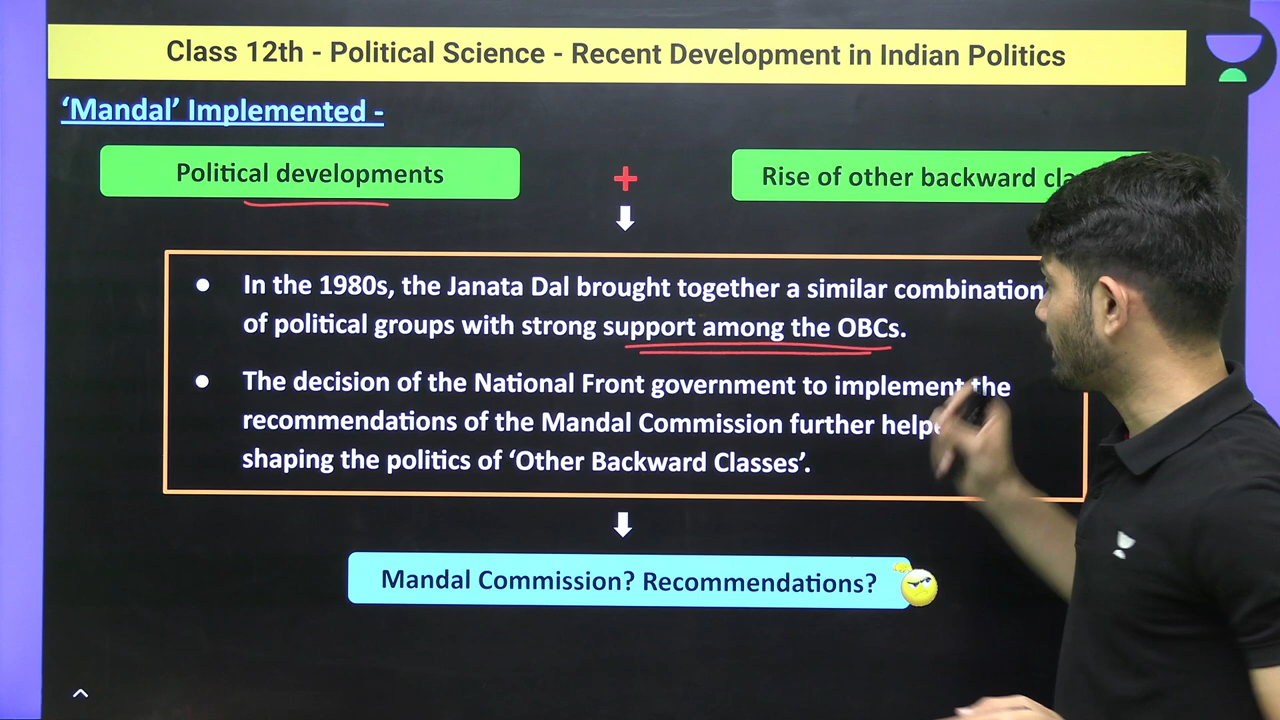 Class 12th - Political Science - Recent Development in Indian Politics
‘Mandal’ Implemented -
Political developments
+
Rise of other backward
● In the 1980s, the Janata Dal brought together a similar combination
of political groups with strong support among the OBCs.
● The decision of the National Front government to implement the
recommendations of the Mandal Commission further
shaping the politics of ‘Other Backward Classes’.
Mandal Commission? Recommendations?